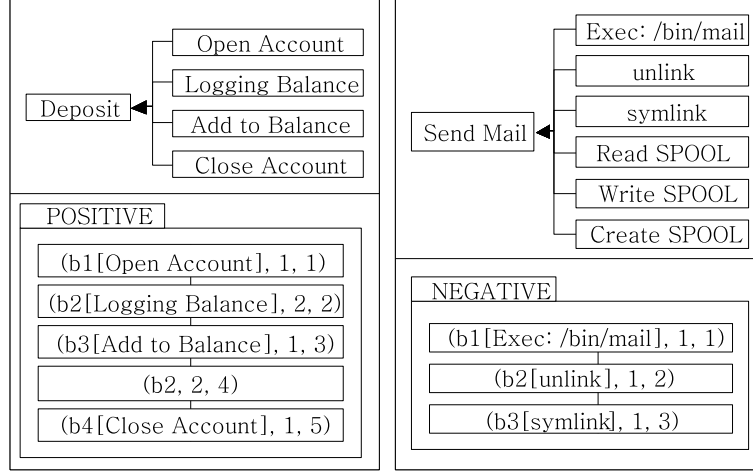 Open Account
Logging Balance
Deposit
Add to Balance
Close Account
POSITIVE
(b1[Open Account], 1, 1)
(b2[Logging Balance], 2, 2)
(b3[Add to Balance], 1, 3)
(b2, 2, 4)
(b4[Close Account], 1, 5)
Exec: /bin/mail
unlink
symlink
Send Mail
Read SPOOL
Write SPOOL
Create SPOOL
NEGATIVE
(b1[Exec: /bin/mail], 1, 1)
(b2[unlink], 1, 2)
(b3[symlink], 1, 3)